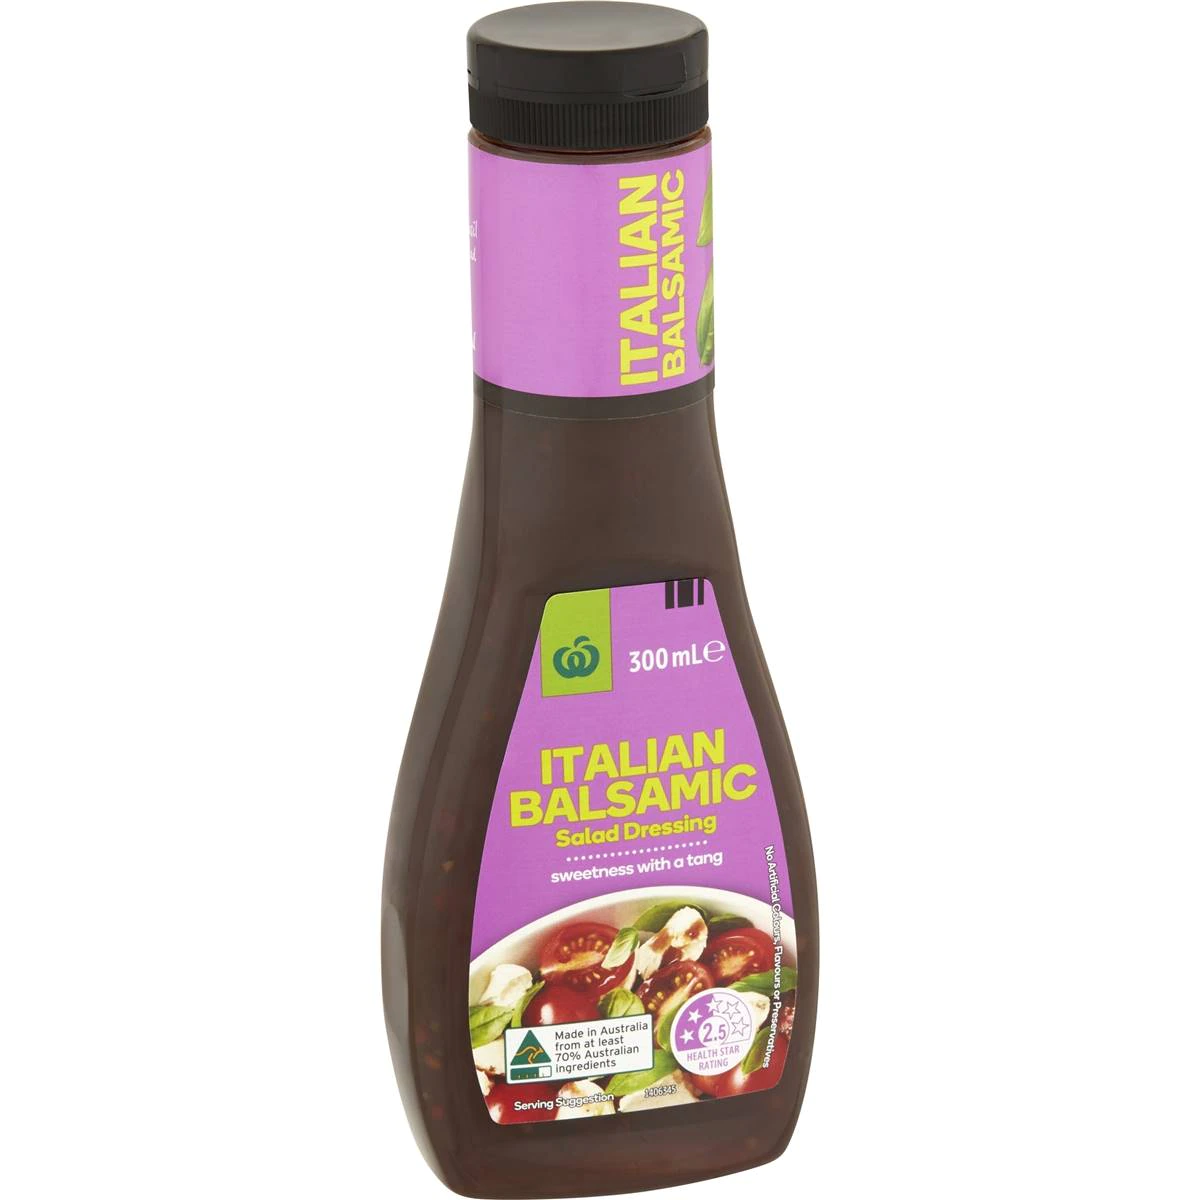 ITALIAN
BALSAMIC
300 mL℮
ITALIAN
BALSAMIC
Salad Dressing
sweetness with a tang
No Artificial Colours, Flavours or Preservatives
Made in Australia
from at least
70% Australian
ingredients
2.5
HEALTH STAR
RATING
Serving Suggestion
1406345